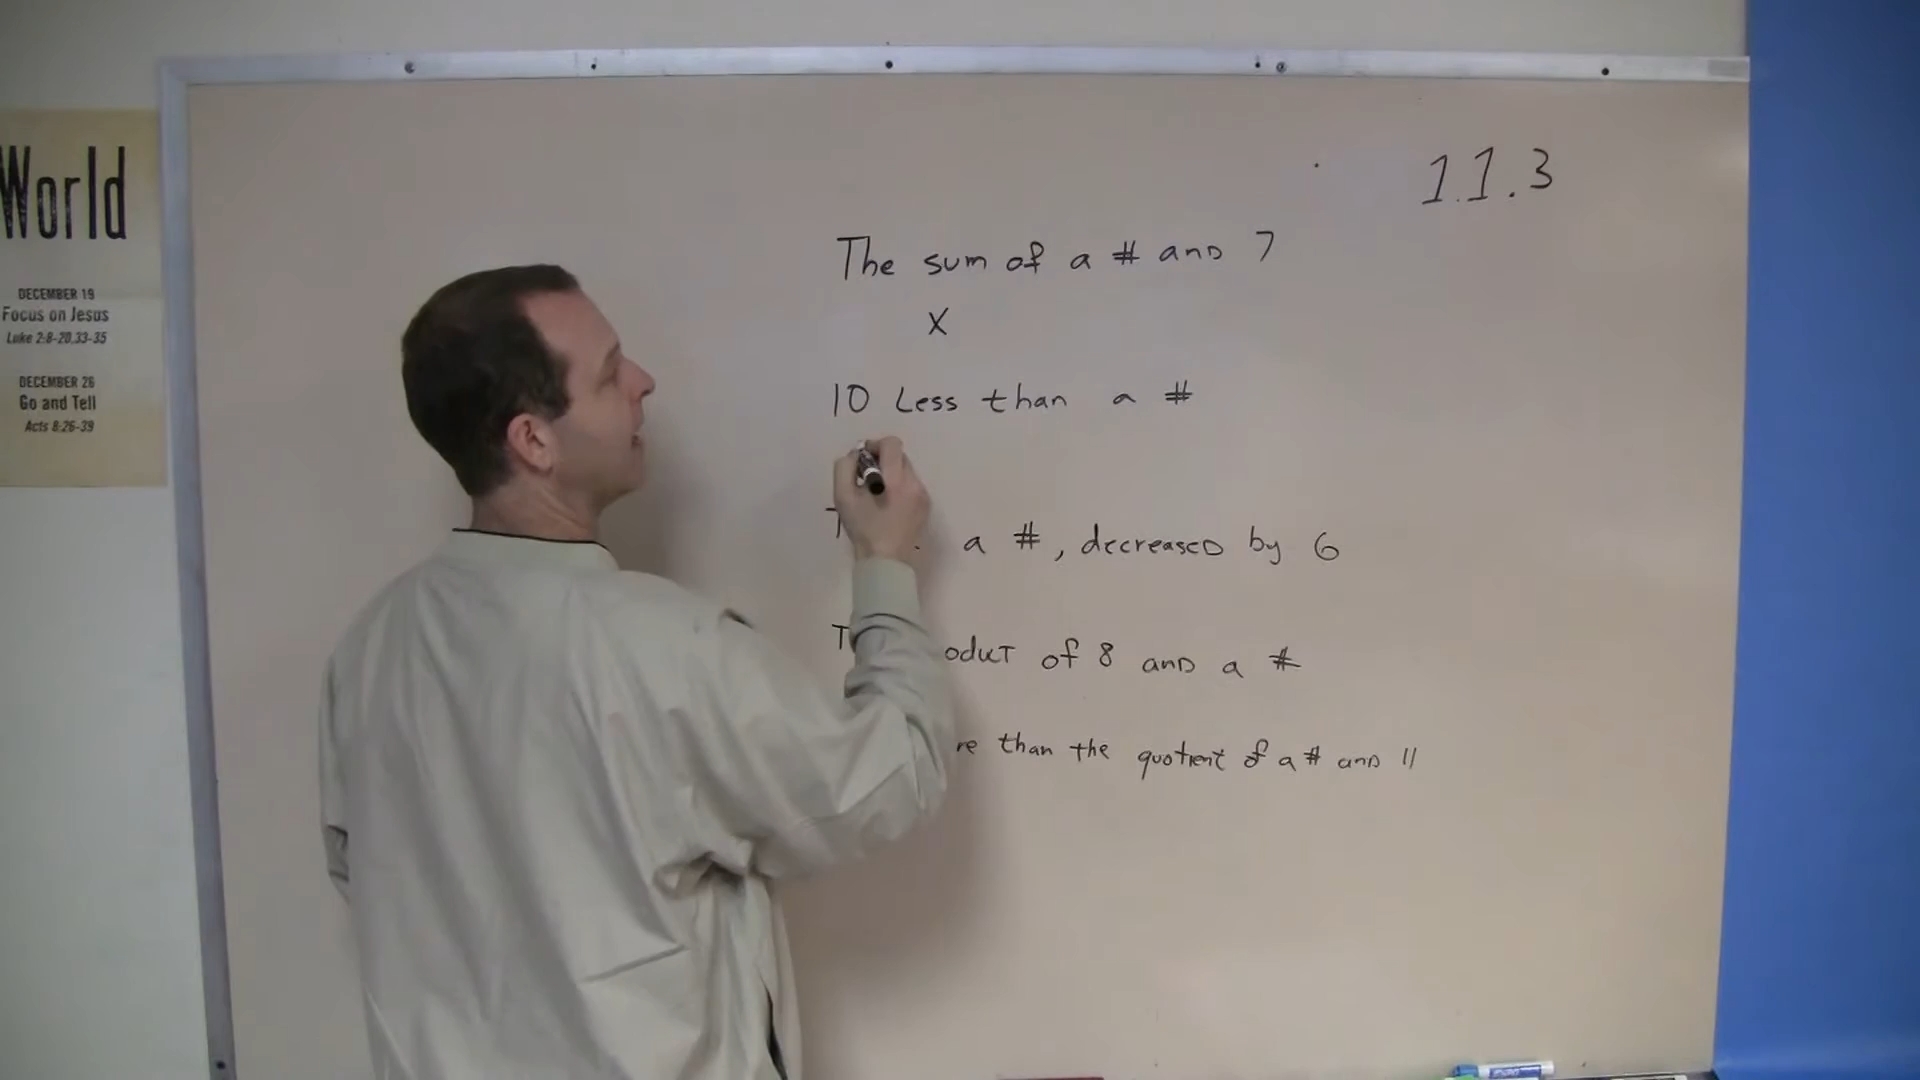 World
DECEMBER 19
Focus on Jesus
Luke 2:8-20,33-35
DECEMBER 26
Go and Tell
Acts 8:26-39
1.1.3
The sum of a # and 7
X
10 Less than a #
a #, decreased by 6
of 8 and a #
than the quotient of a # and 11